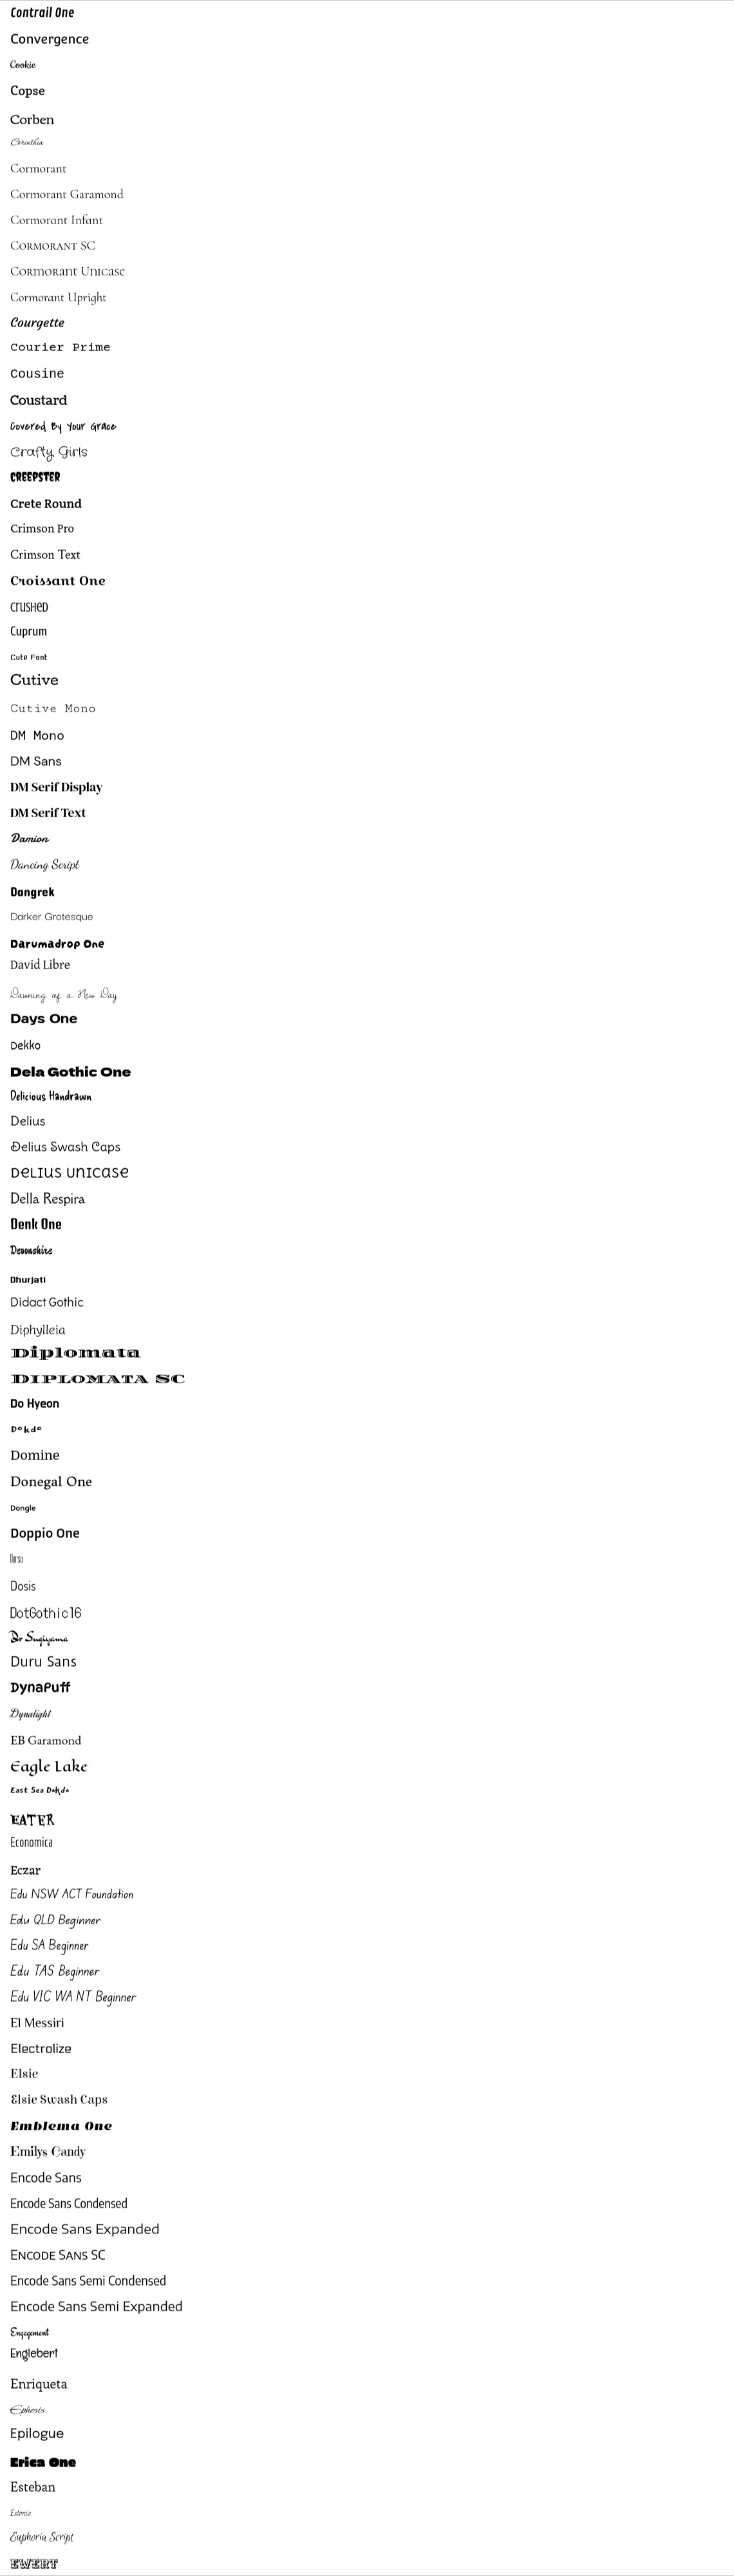 Contrail One
Convergence
Cookie
Copse
Corben
Corinthia
Cormorant
Cormorant Garamond
Cormorant Infant
Cormorant SC
Cormorant Unicase
Cormorant Upright
Courgette
Courier Prime
Cousine
Coustard
Covered By Your Grace
Crafty Girls
CREEPSTER
Crete Round
Crimson Pro
Crimson Text
Croissant One
Crushed
Cuprum
Cute Font
Cutive
Cutive Mono
DM Mono
DM Sans
DM Serif Display
DM Serif Text
Damion
Dancing Script
Dangrek
Darker Grotesque
Darumadrop One
David Libre
Dawning of a New Day
Days One
Dekko
Dela Gothic One
Delicious Handrawn
Delius
Delius Swash Caps
Delius Unicase
Della Respira
Denk One
Devonshire
Dhurjati
Didact Gothic
Diphylleia
Diplomata
Diplomata SC
Do Hyeon
Dokdo
Domine
Donegal One
Dongle
Doppio One
Dorsa
Dosis
DotGothic16
Dr Sugiyama
Duru Sans
DynaPuff
Dynalight
EB Garamond
Eagle Lake
East Sea Dokdo
EATER
Economica
Eczar
Edu NSW ACT Foundation
Edu QLD Beginner
Edu SA Beginner
Edu TAS Beginner
Edu VIC WA NT Beginner
El Messiri
Electrolize
Elsie
Elsie Swash Caps
Emblema One
Emilys Candy
Encode Sans
Encode Sans Condensed
Encode Sans Expanded
Encode Sans SC
Encode Sans Semi Condensed
Encode Sans Semi Expanded
Engagement
Englebert
Enriqueta
Ephesis
Epilogue
Erica One
Esteban
Estonia
Euphoria Script
EWERT